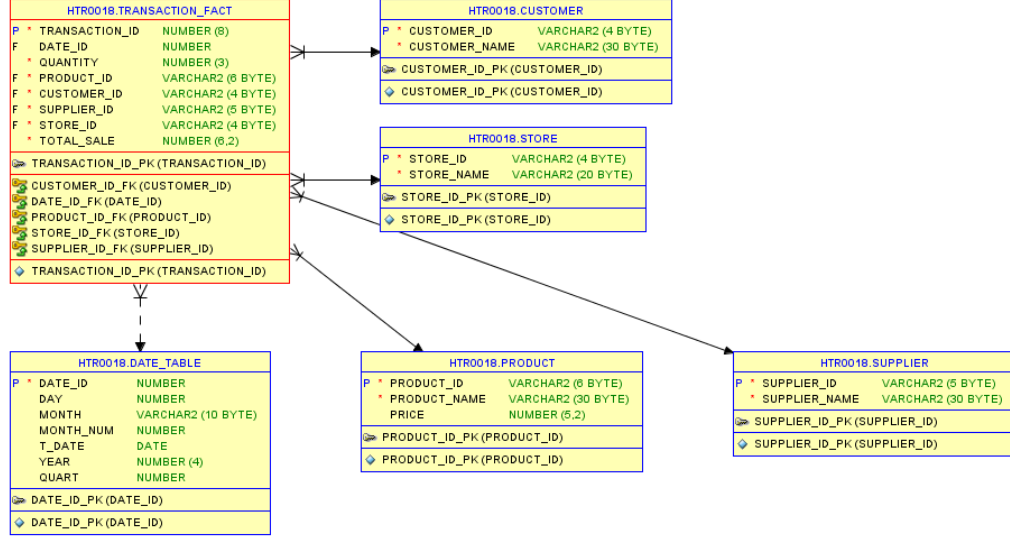 HTR0018.TRANSACTION_FACT
P * TRANSACTION_ID NUMBER (8)
F DATE_ID NUMBER
* QUANTITY NUMBER (3)
F * PRODUCT_ID VARCHAR2 (6 BYTE)
F * CUSTOMER_ID VARCHAR2 (4 BYTE)
F * SUPPLIER_ID VARCHAR2 (5 BYTE)
F * STORE_ID VARCHAR2 (4 BYTE)
* TOTAL_SALE NUMBER (6,2)
TRANSACTION_ID_PK (TRANSACTION_ID)
CUSTOMER_ID_FK (CUSTOMER_ID)
DATE_ID_FK (DATE_ID)
PRODUCT_ID_FK (PRODUCT_ID)
STORE_ID_FK (STORE_ID)
SUPPLIER_ID_FK (SUPPLIER_ID)
TRANSACTION_ID_PK (TRANSACTION_ID)
HTR0018.CUSTOMER
P * CUSTOMER_ID VARCHAR2 (4 BYTE)
* CUSTOMER_NAME VARCHAR2 (30 BYTE)
CUSTOMER_ID_PK (CUSTOMER_ID)
CUSTOMER_ID_PK (CUSTOMER_ID)
HTR0018.STORE
P * STORE_ID VARCHAR2 (4 BYTE)
* STORE_NAME VARCHAR2 (20 BYTE)
STORE_ID_PK (STORE_ID)
STORE_ID_PK (STORE_ID)
HTR0018.DATE_TABLE
P * DATE_ID NUMBER
DAY NUMBER
MONTH VARCHAR2 (10 BYTE)
MONTH_NUM NUMBER
T_DATE DATE
YEAR NUMBER (4)
QUART NUMBER
DATE_ID_PK (DATE_ID)
DATE_ID_PK (DATE_ID)
HTR0018.PRODUCT
P * PRODUCT_ID VARCHAR2 (6 BYTE)
* PRODUCT_NAME VARCHAR2 (30 BYTE)
PRICE NUMBER (5,2)
PRODUCT_ID_PK (PRODUCT_ID)
PRODUCT_ID_PK (PRODUCT_ID)
HTR0018.SUPPLIER
P * SUPPLIER_ID VARCHAR2 (5 BYTE)
* SUPPLIER_NAME VARCHAR2 (30 BYTE)
SUPPLIER_ID_PK (SUPPLIER_ID)
SUPPLIER_ID_PK (SUPPLIER_ID)